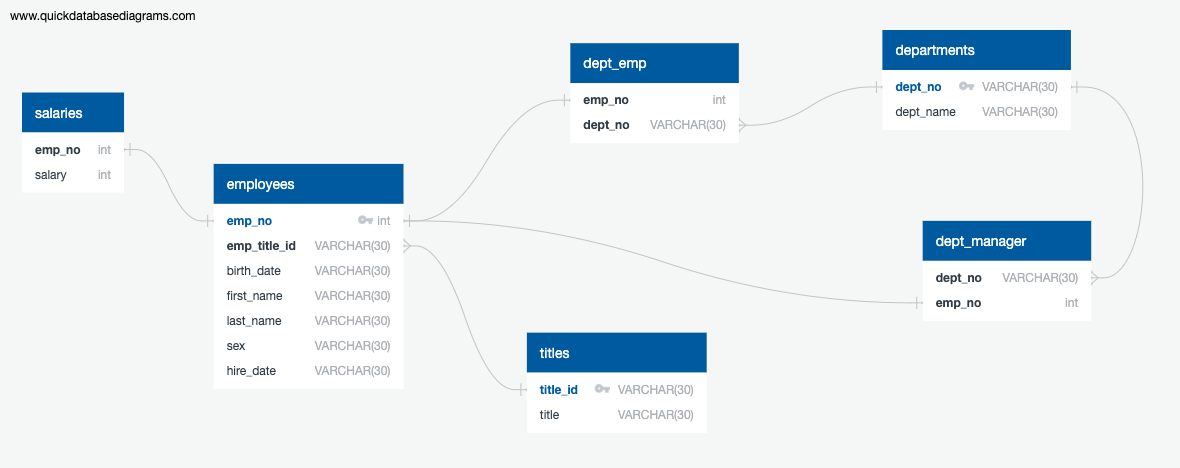 www.quickdatabasediagrams.com
salaries
emp_no int
salary int
employees
emp_no int
emp_title_id VARCHAR(30)
birth_date VARCHAR(30)
first_name VARCHAR(30)
last_name VARCHAR(30)
sex VARCHAR(30)
hire_date VARCHAR(30)
dept_emp
emp_no int
dept_no VARCHAR(30)
departments
dept_no VARCHAR(30)
dept_name VARCHAR(30)
dept_manager
dept_no VARCHAR(30)
emp_no int
titles
title_id VARCHAR(30)
title VARCHAR(30)